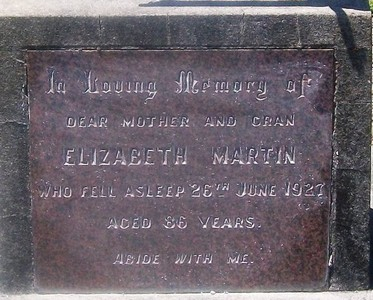 In Loving Memory of
DEAR MOTHER AND GRAN
ELIZABETH MARTIN
WHO FELL ASLEEP 26TH JUNE 1927
AGED 86 YEARS.
ABIDE WITH ME.